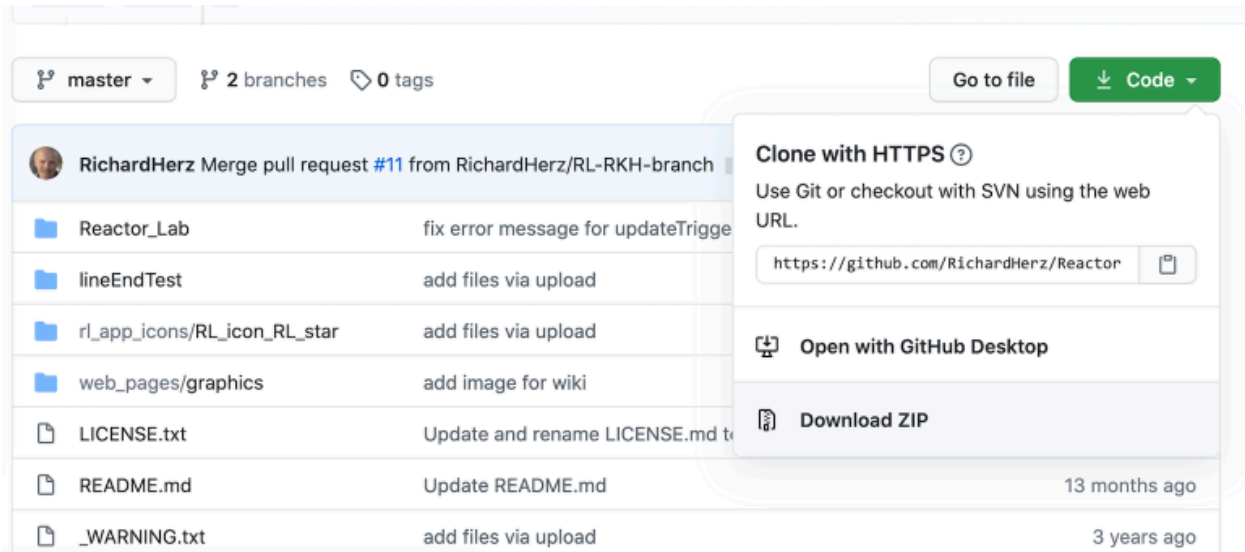 master 2 branches 0 tags Go to file Code
RichardHerz Merge pull request #11 from RichardHerz/RL-RKH-branch
Clone with HTTPS
Use Git or checkout with SVN using the web
URL.
https://github.com/RichardHerz/Reactor
Open with GitHub Desktop
Download ZIP
Reactor_Lab fix error message for updateTrigge
lineEndTest add files via upload
rl_app_icons/RL_icon_RL_star add files via upload
web_pages/graphics add image for wiki
LICENSE.txt Update and rename LICENSE.md t
README.md Update README.md 13 months ago
_WARNING.txt add files via upload 3 years ago